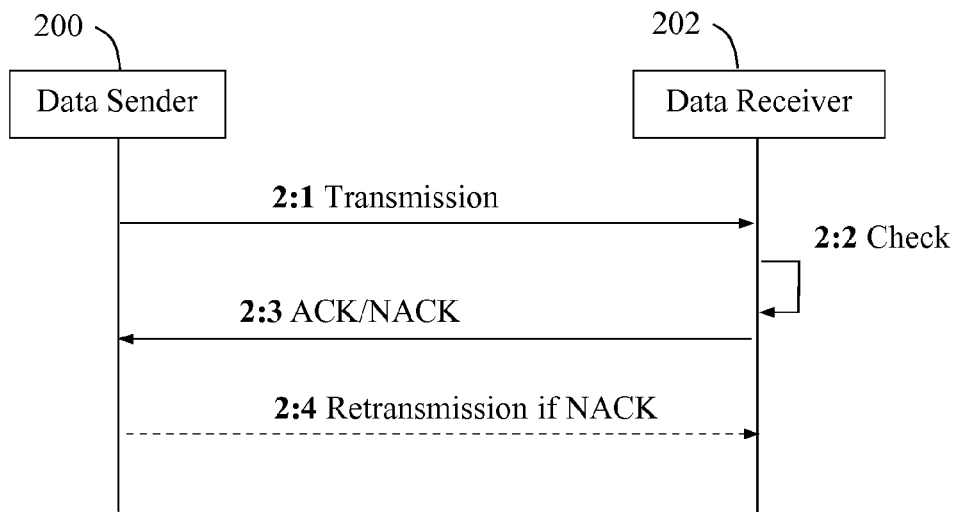 200
202
Data Sender
Data Receiver
2:1 Transmission
2:2 Check
2:3 ACK/NACK
2:4 Retransmission if NACK